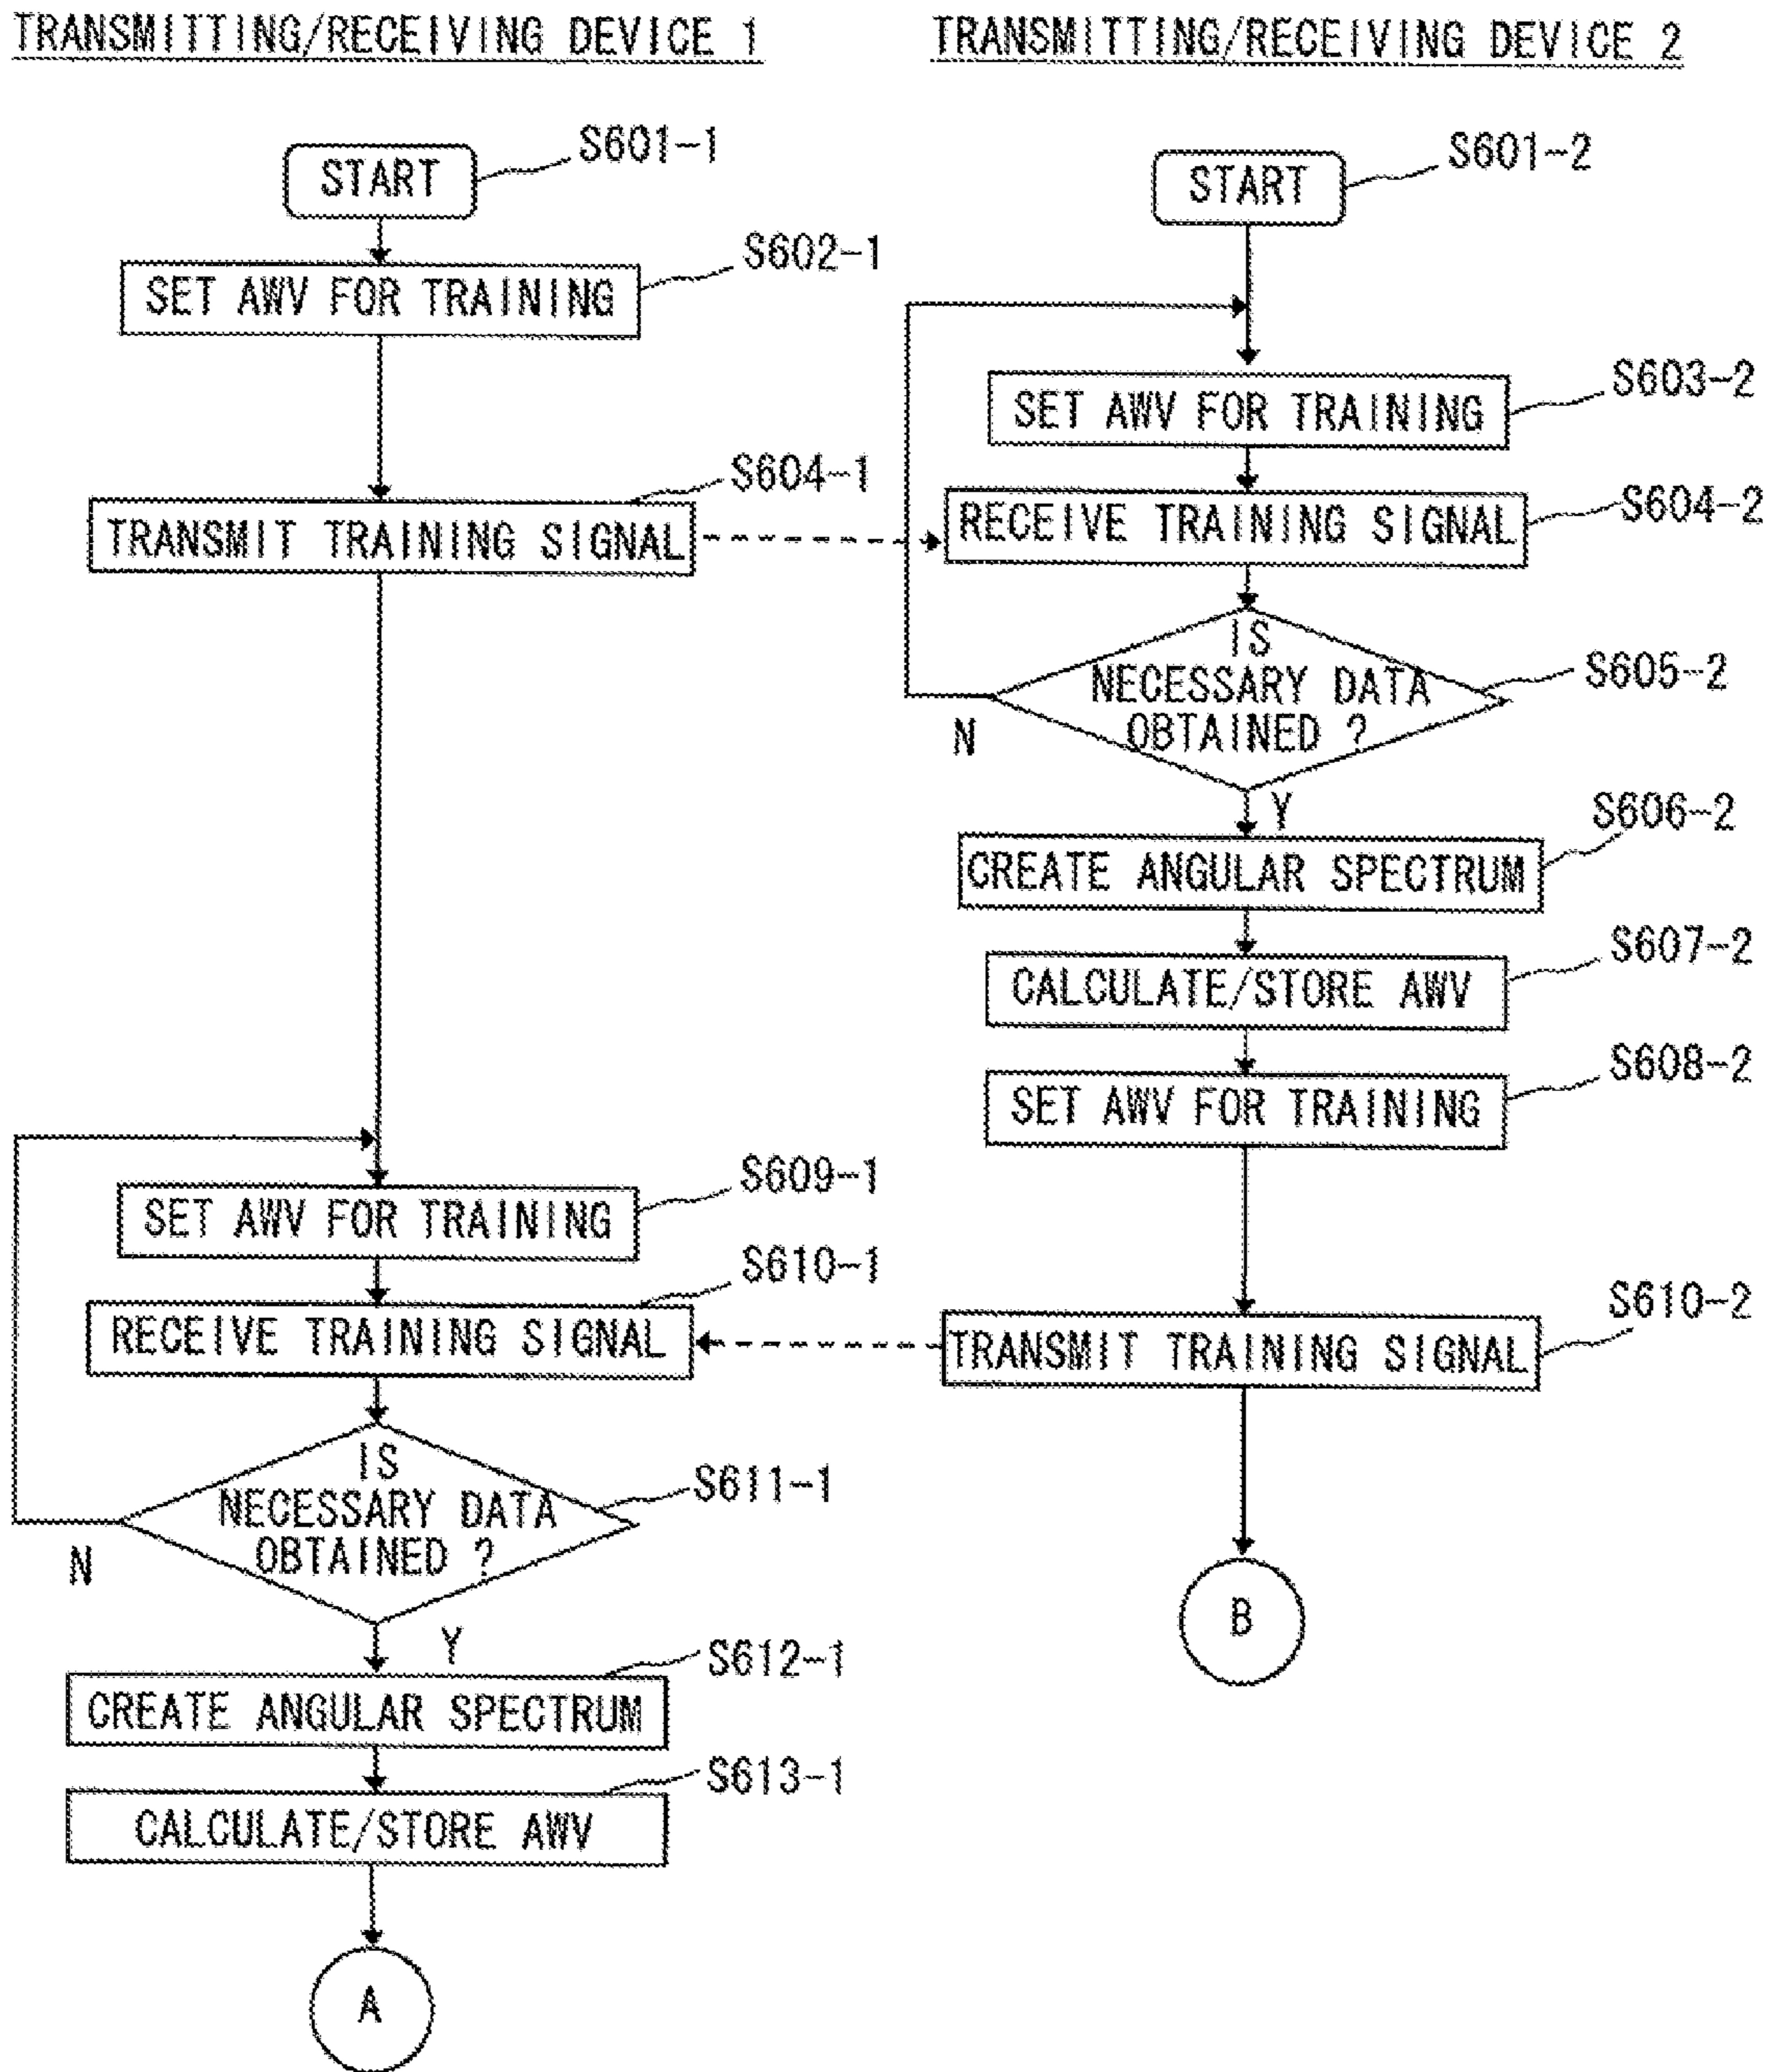 TRANSMITTING/RECEIVING DEVICE 1
START
S601-1
SET AWV FOR TRAINING
S602-1
TRANSMIT TRAINING SIGNAL
S604-1
SET AWV FOR TRAINING
S609-1
RECEIVE TRAINING SIGNAL
S610-1
IS
NECESSARY DATA
OBTAINED ?
S611-1
N
Y
CREATE ANGULAR SPECTRUM
S612-1
CALCULATE/STORE AWV
S613-1
A
TRANSMITTING/RECEIVING DEVICE 2
START
S601-2
SET AWV FOR TRAINING
S603-2
RECEIVE TRAINING SIGNAL
S604-2
IS
NECESSARY DATA
OBTAINED ?
S605-2
N
Y
CREATE ANGULAR SPECTRUM
S606-2
CALCULATE/STORE AWV
S607-2
SET AWV FOR TRAINING
S608-2
TRANSMIT TRAINING SIGNAL
S610-2
B